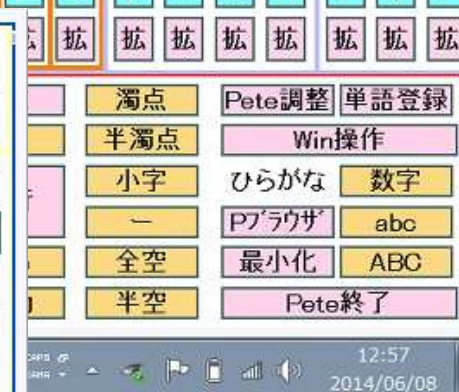 拡 拡 拡 拡 拡 拡 拡 拡
濁点 Pete調整 単語登録
半濁点 Win操作
小字 ひらがな 数字
ー Pブラウザ abc
全空 最小化 ABC
半空 Pete終了
12:57
2014/06/08